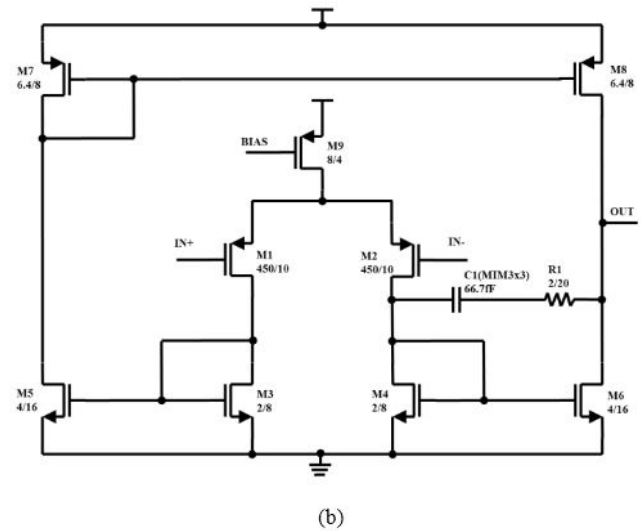 M7
6.4/8
M8
6.4/8
BIAS
M9
8/4
OUT
IN+
M1
450/10
M2
450/10
IN-
C1(MIM3x3)
66.7fF
R1
2/20
M5
4/16
M3
2/8
M4
2/8
M6
4/16
(b)